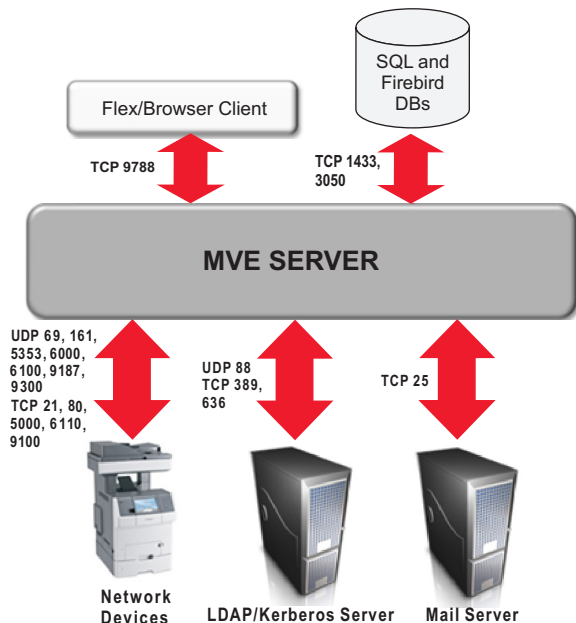 SQL and
Firebird
DBs
Flex/Browser Client
TCP 9788
TCP 1433,
3050
MVE SERVER
UDP 69, 161,
5353, 6000,
6100, 9187,
9300
TCP 21, 80,
5000, 6110,
9100
UDP 88
TCP 389,
636
TCP 25
Network
Devices
LDAP/Kerberos Server
Mail Server